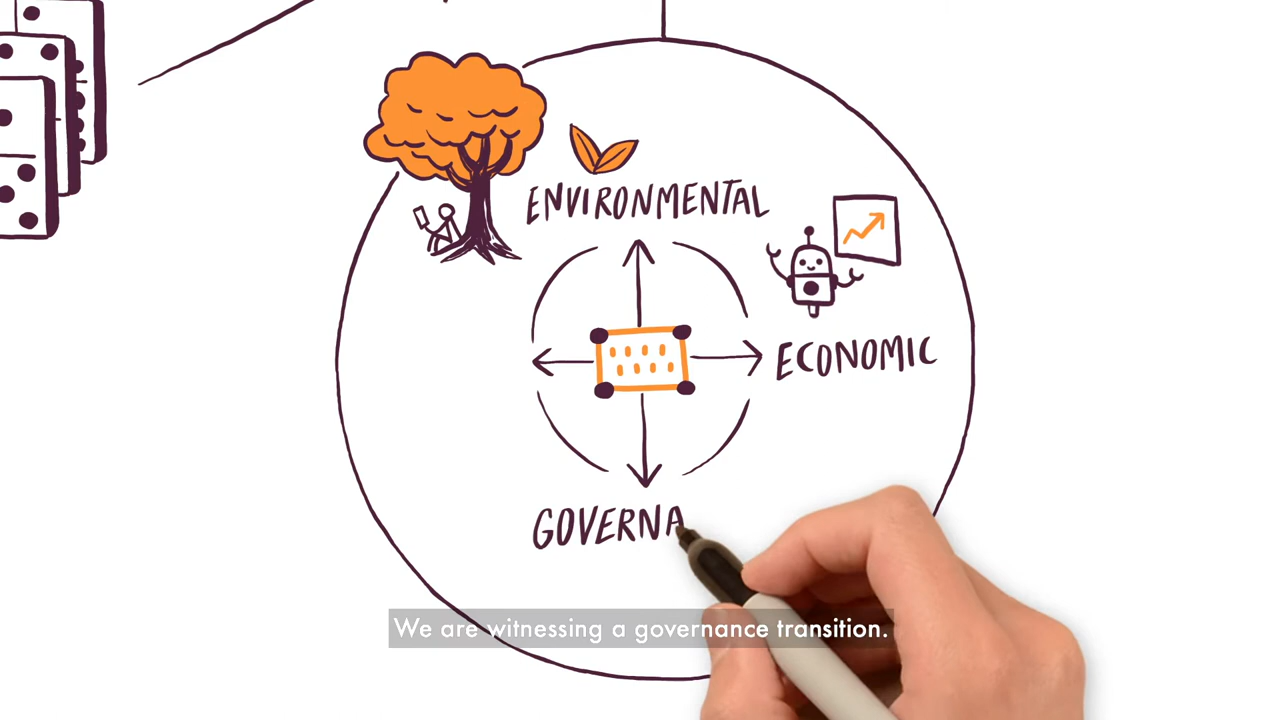 ENVIRONMENTAL
ECONOMIC
GOVERNA
We are witnessing a governance transition.